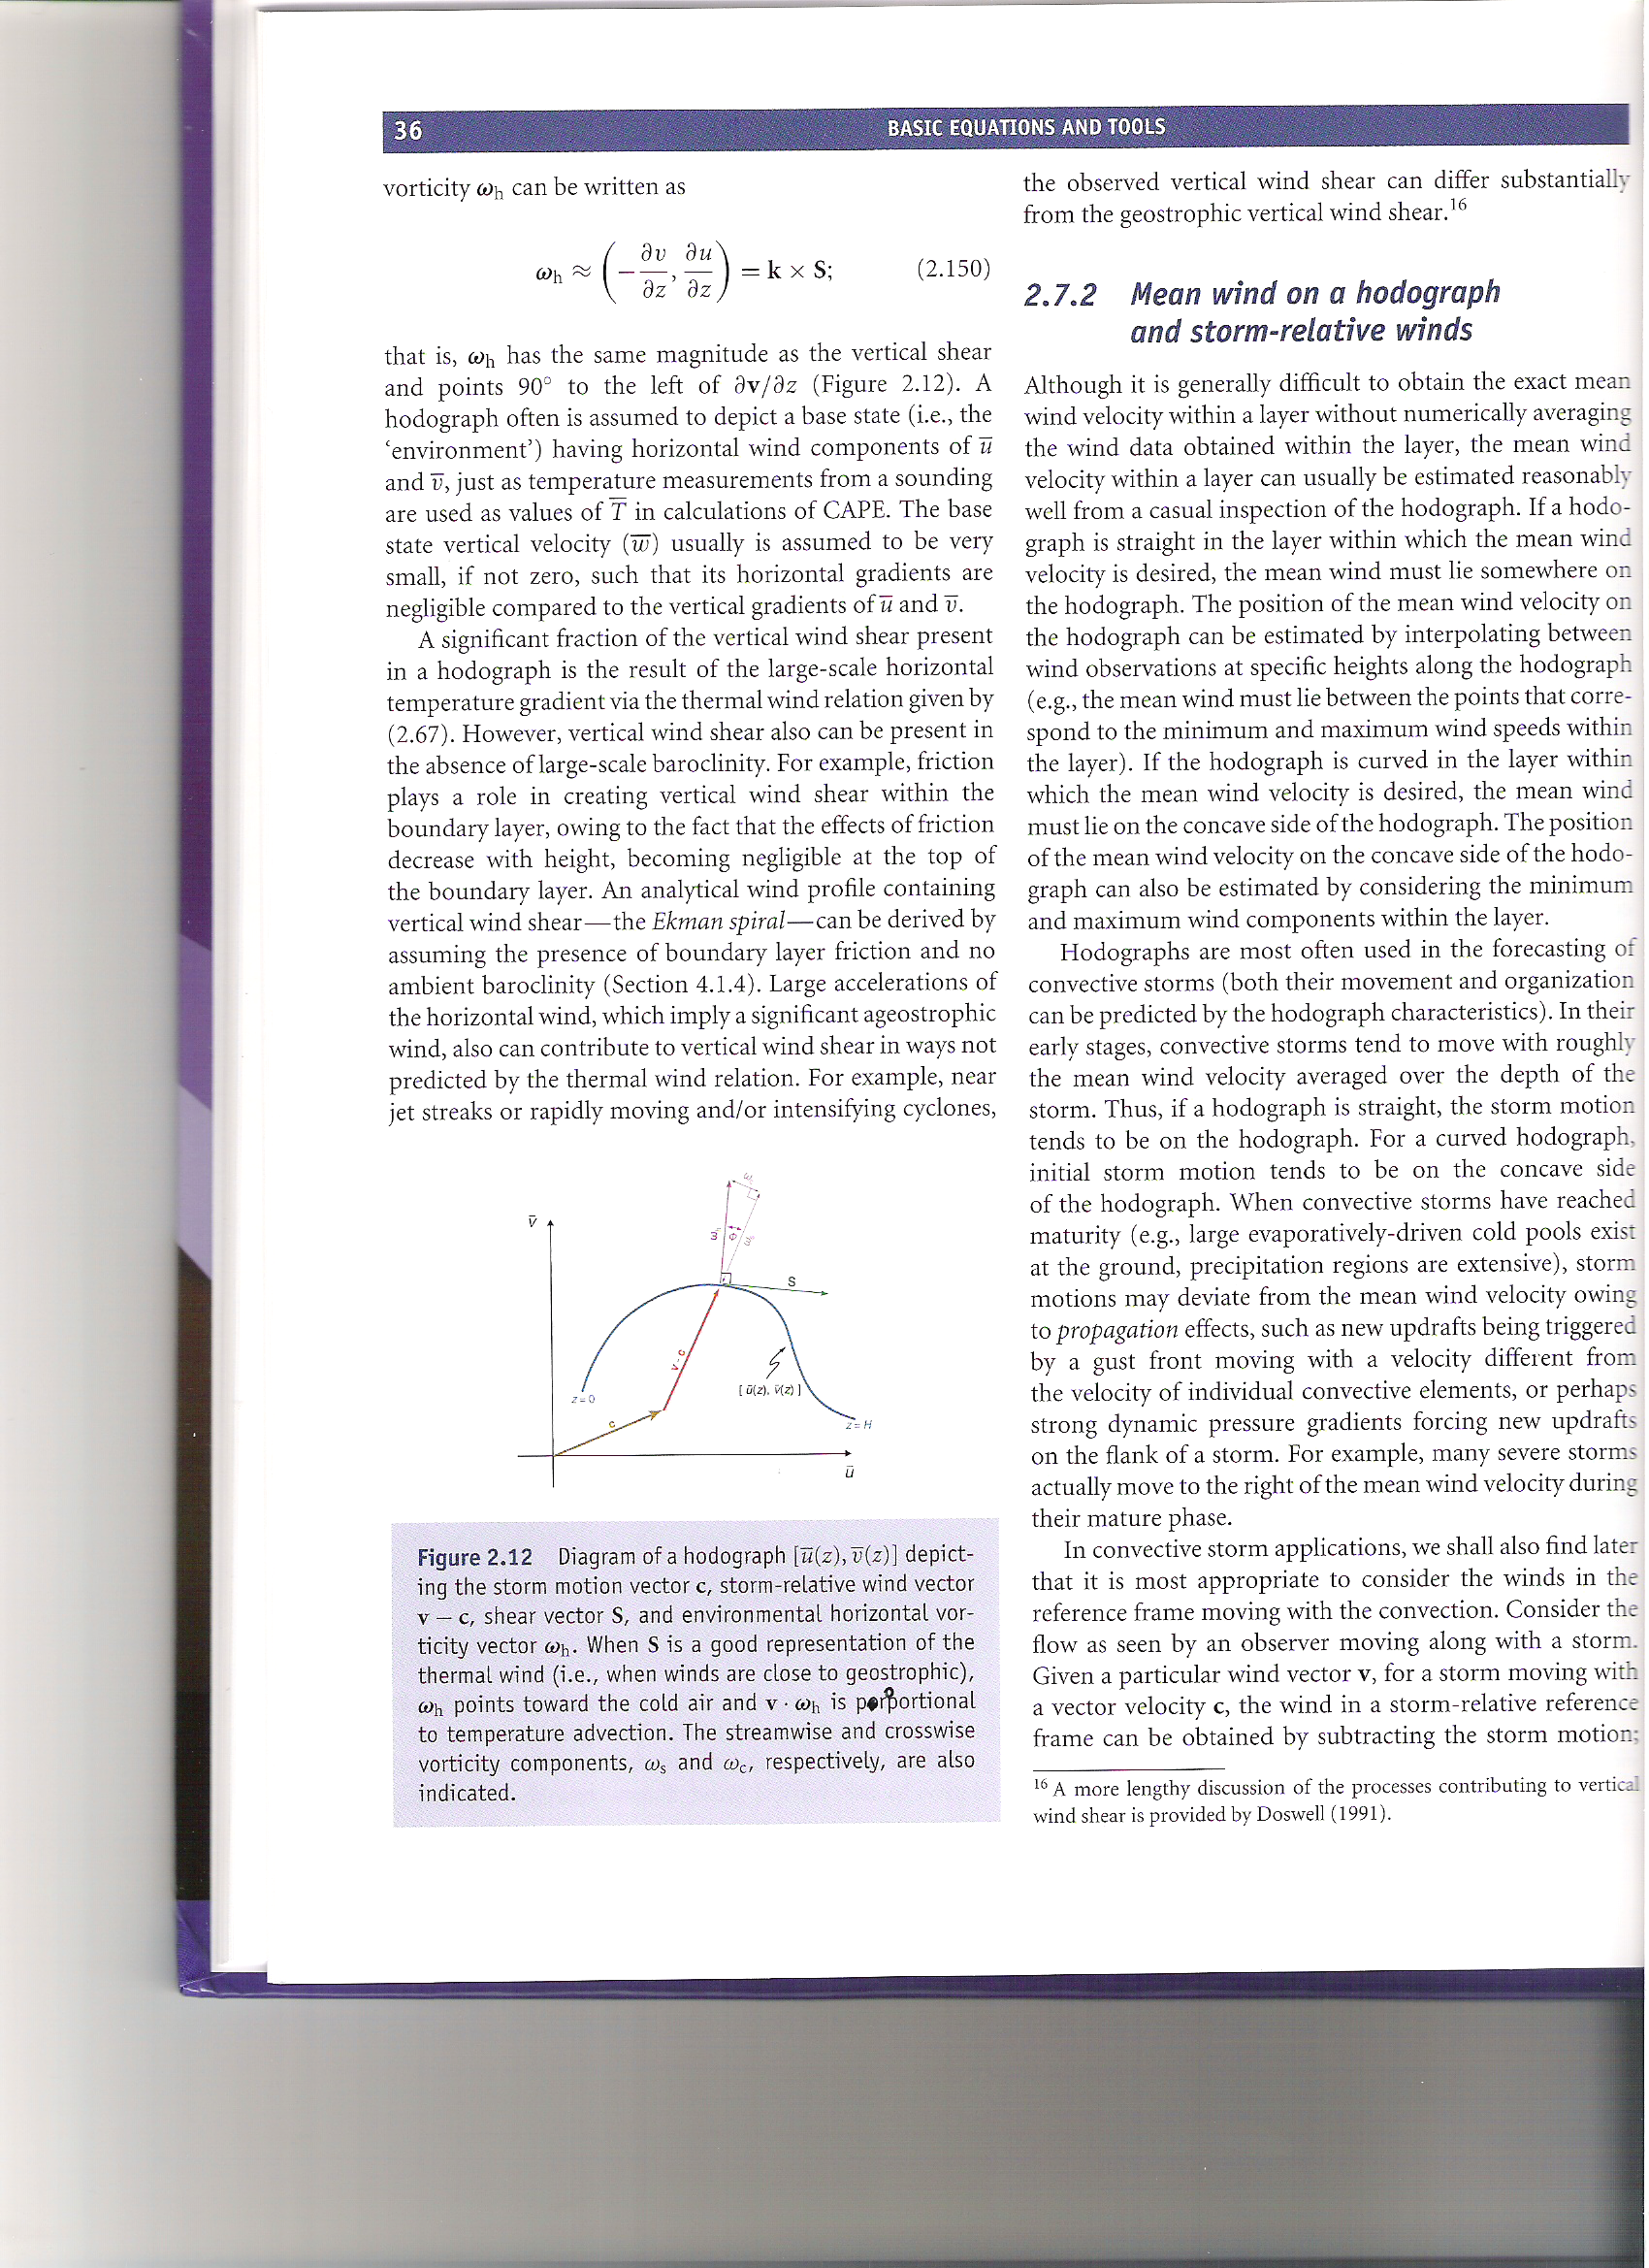 36
BASIC EQUATIONS AND TOOLS
vorticity ωh can be written as
ωh ≈ (−∂v/∂z, ∂u/∂z) = k × S; (2.150)
that is, ωh has the same magnitude as the vertical shear
and points 90° to the left of ∂v/∂z (Figure 2.12). A
hodograph often is assumed to depict a base state (i.e., the
‘environment’) having horizontal wind components of u̅
and v̅, just as temperature measurements from a sounding
are used as values of T̅ in calculations of CAPE. The base
state vertical velocity (w̅) usually is assumed to be very
small, if not zero, such that its horizontal gradients are
negligible compared to the vertical gradients of u̅ and v̅.
A significant fraction of the vertical wind shear present
in a hodograph is the result of the large-scale horizontal
temperature gradient via the thermal wind relation given by
(2.67). However, vertical wind shear also can be present in
the absence of large-scale baroclinity. For example, friction
plays a role in creating vertical wind shear within the
boundary layer, owing to the fact that the effects of friction
decrease with height, becoming negligible at the top of
the boundary layer. An analytical wind profile containing
vertical wind shear—the Ekman spiral—can be derived by
assuming the presence of boundary layer friction and no
ambient baroclinity (Section 4.1.4). Large accelerations of
the horizontal wind, which imply a significant ageostrophic
wind, also can contribute to vertical wind shear in ways not
predicted by the thermal wind relation. For example, near
jet streaks or rapidly moving and/or intensifying cyclones,
v̅
ωh
ϕ
ωs
S
v-c
[ u̅(z), v̅(z) ]
z=0
c
z=H
u̅
Figure 2.12 Diagram of a hodograph [u̅(z), v̅(z)] depict-
ing the storm motion vector c, storm-relative wind vector
v − c, shear vector S, and environmental horizontal vor-
ticity vector ωh. When S is a good representation of the
thermal wind (i.e., when winds are close to geostrophic),
ωh points toward the cold air and v · ωh is porportional
to temperature advection. The streamwise and crosswise
vorticity components, ωs and ωc, respectively, are also
indicated.
the observed vertical wind shear can differ substantially
from the geostrophic vertical wind shear.16
2.7.2 Mean wind on a hodograph
and storm-relative winds
Although it is generally difficult to obtain the exact mean
wind velocity within a layer without numerically averaging
the wind data obtained within the layer, the mean wind
velocity within a layer can usually be estimated reasonably
well from a casual inspection of the hodograph. If a hodo-
graph is straight in the layer within which the mean wind
velocity is desired, the mean wind must lie somewhere on
the hodograph. The position of the mean wind velocity on
the hodograph can be estimated by interpolating between
wind observations at specific heights along the hodograph
(e.g., the mean wind must lie between the points that corre-
spond to the minimum and maximum wind speeds within
the layer). If the hodograph is curved in the layer within
which the mean wind velocity is desired, the mean wind
must lie on the concave side of the hodograph. The position
of the mean wind velocity on the concave side of the hodo-
graph can also be estimated by considering the minimum
and maximum wind components within the layer.
Hodographs are most often used in the forecasting of
convective storms (both their movement and organization
can be predicted by the hodograph characteristics). In their
early stages, convective storms tend to move with roughly
the mean wind velocity averaged over the depth of the
storm. Thus, if a hodograph is straight, the storm motion
tends to be on the hodograph. For a curved hodograph,
initial storm motion tends to be on the concave side
of the hodograph. When convective storms have reached
maturity (e.g., large evaporatively-driven cold pools exist
at the ground, precipitation regions are extensive), storm
motions may deviate from the mean wind velocity owing
to propagation effects, such as new updrafts being triggered
by a gust front moving with a velocity different from
the velocity of individual convective elements, or perhaps
strong dynamic pressure gradients forcing new updrafts
on the flank of a storm. For example, many severe storms
actually move to the right of the mean wind velocity during
their mature phase.
In convective storm applications, we shall also find later
that it is most appropriate to consider the winds in the
reference frame moving with the convection. Consider the
flow as seen by an observer moving along with a storm.
Given a particular wind vector v, for a storm moving with
a vector velocity c, the wind in a storm-relative reference
frame can be obtained by subtracting the storm motion;
16 A more lengthy discussion of the processes contributing to vertical
wind shear is provided by Doswell (1991).